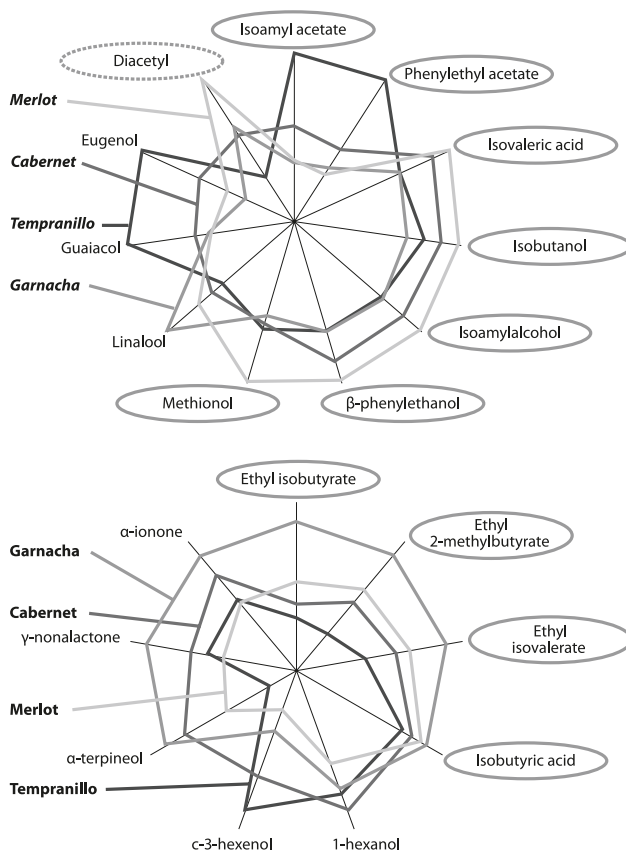 Isoamyl acetate
Diacetyl
Phenylethyl acetate
Merlot
Eugenol
Isovaleric acid
Cabernet
Tempranillo
Guaiacol
Isobutanol
Garnacha
Linalool
Isoamylalcohol
Methionol
β-phenylethanol
Ethyl isobutyrate
α-ionone
Ethyl
2-methylbutyrate
Garnacha
Cabernet
γ-nonalactone
Ethyl
isovalerate
Merlot
α-terpineol
Isobutyric acid
Tempranillo
c-3-hexenol
1-hexanol